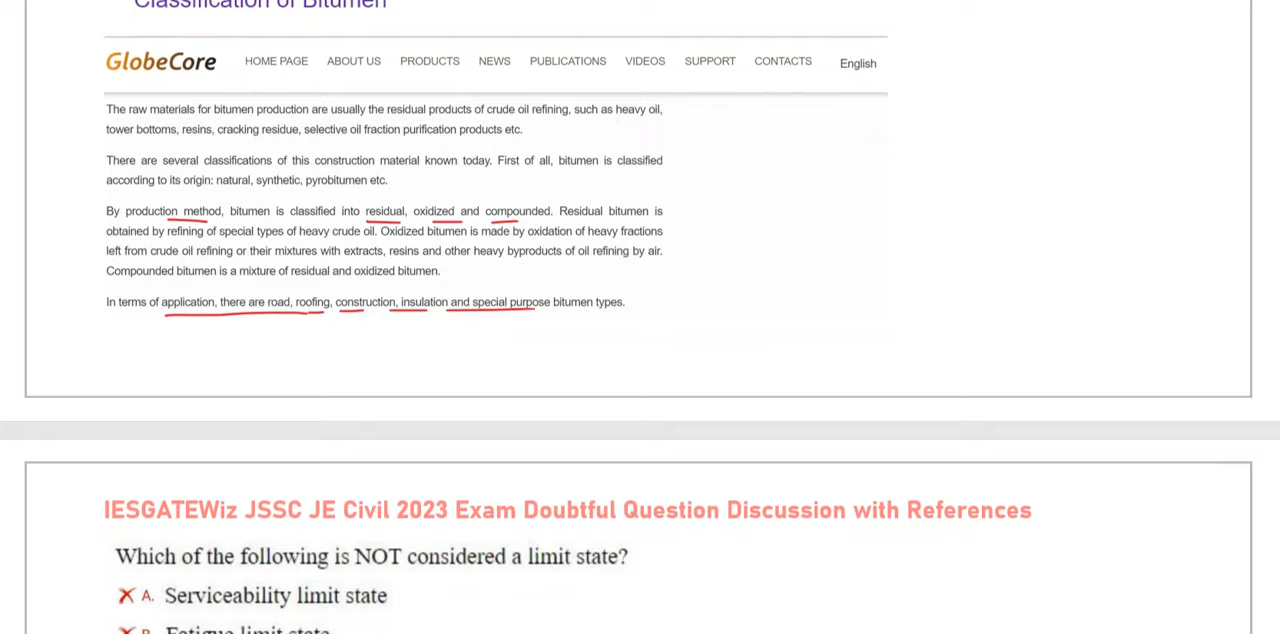 Classification of Bitumen
GlobeCore HOME PAGE ABOUT US PRODUCTS NEWS PUBLICATIONS VIDEOS SUPPORT CONTACTS English
The raw materials for bitumen production are usually the residual products of crude oil refining, such as heavy oil,
tower bottoms, resins, cracking residue, selective oil fraction purification products etc.
There are several classifications of this construction material known today. First of all, bitumen is classified
according to its origin: natural, synthetic, pyrobitumen etc.
By production method, bitumen is classified into residual, oxidized and compounded. Residual bitumen is
obtained by refining of special types of heavy crude oil. Oxidized bitumen is made by oxidation of heavy fractions
left from crude oil refining or their mixtures with extracts, resins and other heavy byproducts of oil refining by air.
Compounded bitumen is a mixture of residual and oxidized bitumen.
In terms of application, there are road, roofing, construction, insulation and special purpose bitumen types.
IESGATEWiz JSSC JE Civil 2023 Exam Doubtful Question Discussion with References
Which of the following is NOT considered a limit state?
X A. Serviceability limit state
X B. Fatigue limit state